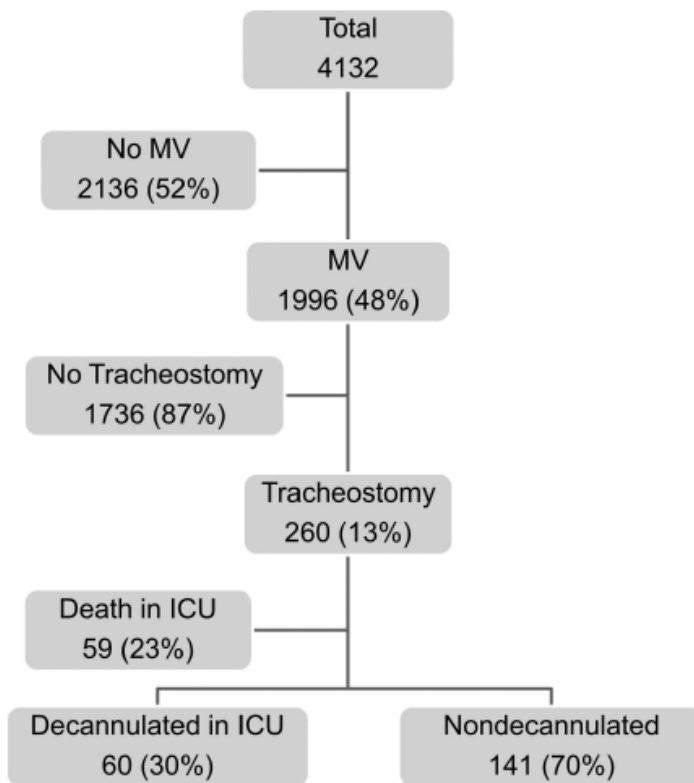 Total
4132
No MV
2136 (52%)
MV
1996 (48%)
No Tracheostomy
1736 (87%)
Tracheostomy
260 (13%)
Death in ICU
59 (23%)
Decannulated in ICU
60 (30%)
Nondecannulated
141 (70%)